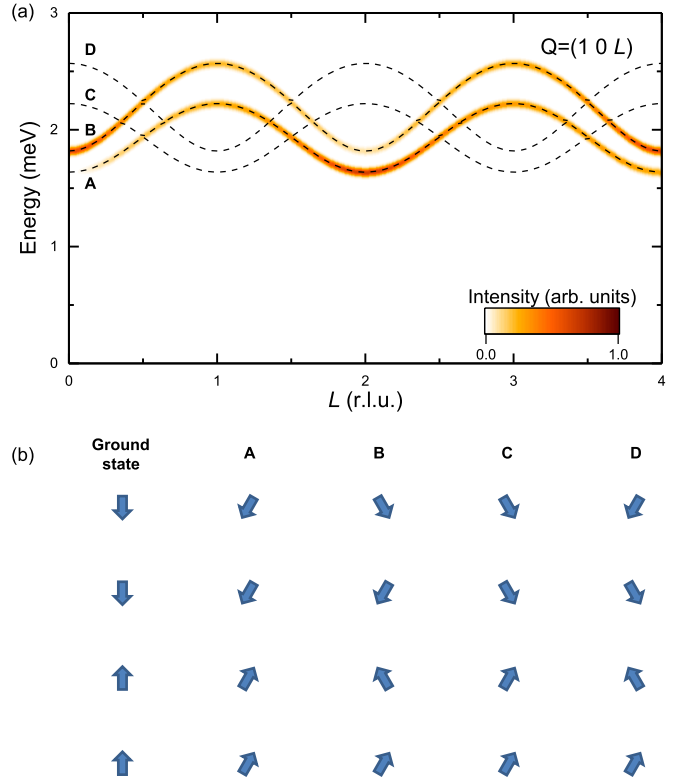 (a)
3
D
Q=(1 0 L)
C
2
B
A
Energy (meV)
1
Intensity (arb. units)
0.0 1.0
0
0 1 2 3 4
L (r.l.u.)
(b)
Ground
state
A B C D